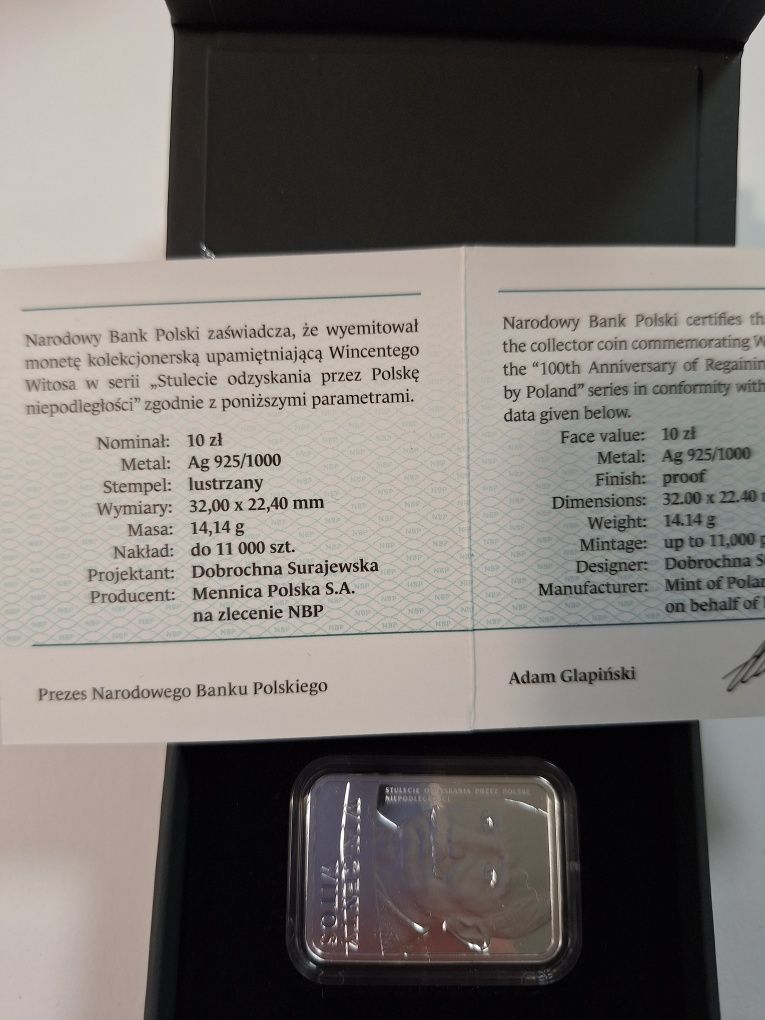 Narodowy Bank Polski zaświadcza, że wyemitował
monetę kolekcjonerską upamiętniającą Wincentego
Witosa w serii „Stulecie odzyskania przez Polskę
niepodległości” zgodnie z poniższymi parametrami.
Nominał: 10 zł
Metal: Ag 925/1000
Stempel: lustrzany
Wymiary: 32,00 x 22,40 mm
Masa: 14,14 g
Nakład: do 11 000 szt.
Projektant: Dobrochna Surajewska
Producent: Mennica Polska S.A.
na zlecenie NBP
Prezes Narodowego Banku Polskiego
Narodowy Bank Polski certifies th
the collector coin commemorating W
the “100th Anniversary of Regainin
by Poland” series in conformity with
data given below.
Face value: 10 zł
Metal: Ag 925/1000
Finish: proof
Dimensions: 32.00 x 22.40
Weight: 14.14 g
Mintage: up to 11,000 p
Designer: Dobrochna S
Manufacturer: Mint of Polan
on behalf of
Adam Glapiński
STULECIE ODZYSKANIA PRZEZ POLSKĘ
NIEPODLEGŁOŚCI
WINCENTY
WITOS